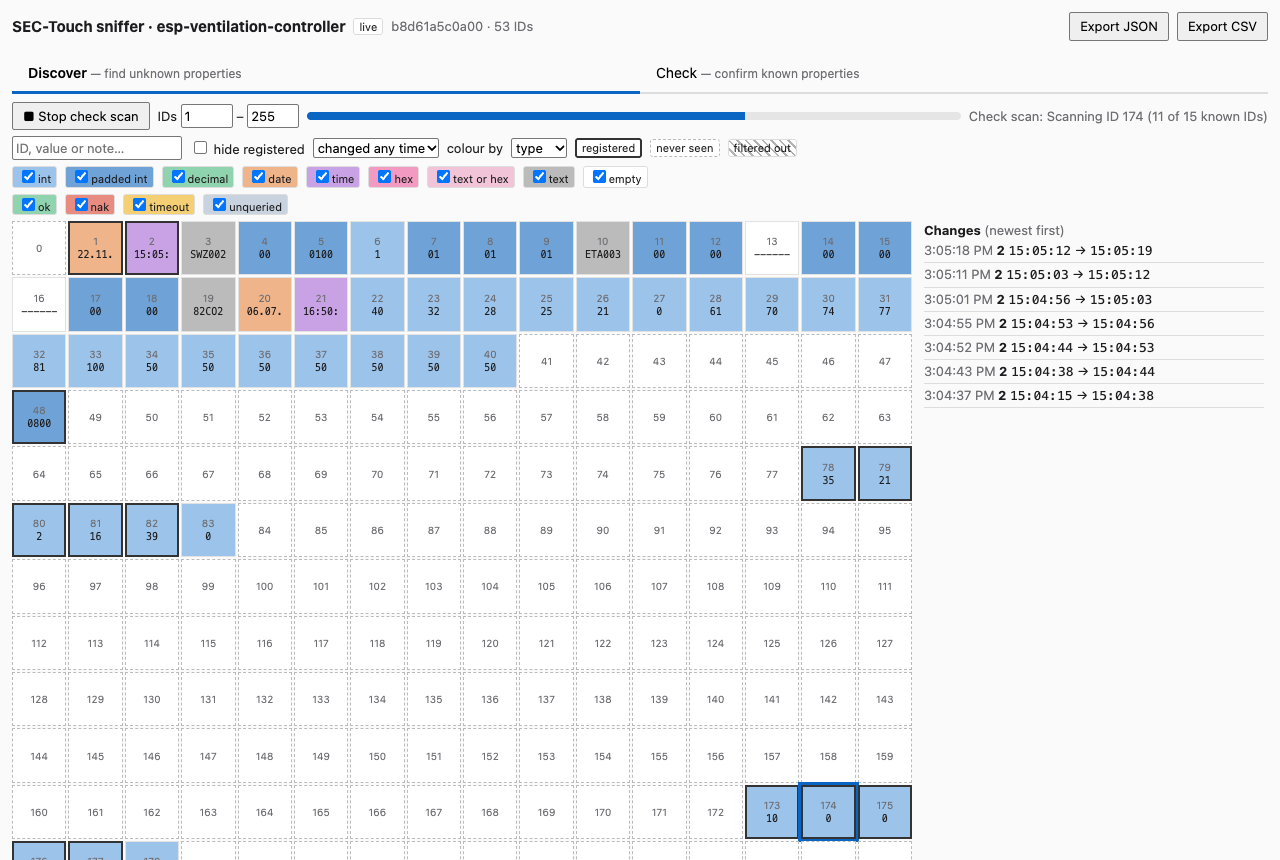 SEC-Touch sniffer · esp-ventilation-controller live b8d61a5c0a00 · 53 IDs Export JSON Export CSV
Discover — find unknown properties Check — confirm known properties
Stop check scan IDs 1 – 255 Check scan: Scanning ID 174 (11 of 15 known IDs)
ID, value or note... hide registered changed any time colour by type registered never seen filtered out
int padded int decimal date time hex text or hex text empty
ok nak timeout unqueried
0 1 2 3 4 5 6 7 8 9 10 11 12 13 14 15
22.11. 15:05: SWZ002 00 0100 1 01 01 01 ETA003 00 00 —————— 00 00
16 17 18 19 20 21 22 23 24 25 26 27 28 29 30 31
—————— 00 00 82CO2 06.07. 16:50: 40 32 28 25 21 0 61 70 74 77
32 33 34 35 36 37 38 39 40 41 42 43 44 45 46 47
81 100 50 50 50 50 50 50 50
48 49 50 51 52 53 54 55 56 57 58 59 60 61 62 63
0800
64 65 66 67 68 69 70 71 72 73 74 75 76 77 78 79
35 21
80 81 82 83 84 85 86 87 88 89 90 91 92 93 94 95
2 16 39 0
96 97 98 99 100 101 102 103 104 105 106 107 108 109 110 111
112 113 114 115 116 117 118 119 120 121 122 123 124 125 126 127
128 129 130 131 132 133 134 135 136 137 138 139 140 141 142 143
144 145 146 147 148 149 150 151 152 153 154 155 156 157 158 159
160 161 162 163 164 165 166 167 168 169 170 171 172 173 174 175
10 0 0
Changes (newest first)
3:05:18 PM 2 15:05:12 → 15:05:19
3:05:11 PM 2 15:05:03 → 15:05:12
3:05:01 PM 2 15:04:56 → 15:05:03
3:04:55 PM 2 15:04:53 → 15:04:56
3:04:52 PM 2 15:04:44 → 15:04:53
3:04:43 PM 2 15:04:38 → 15:04:44
3:04:37 PM 2 15:04:15 → 15:04:38